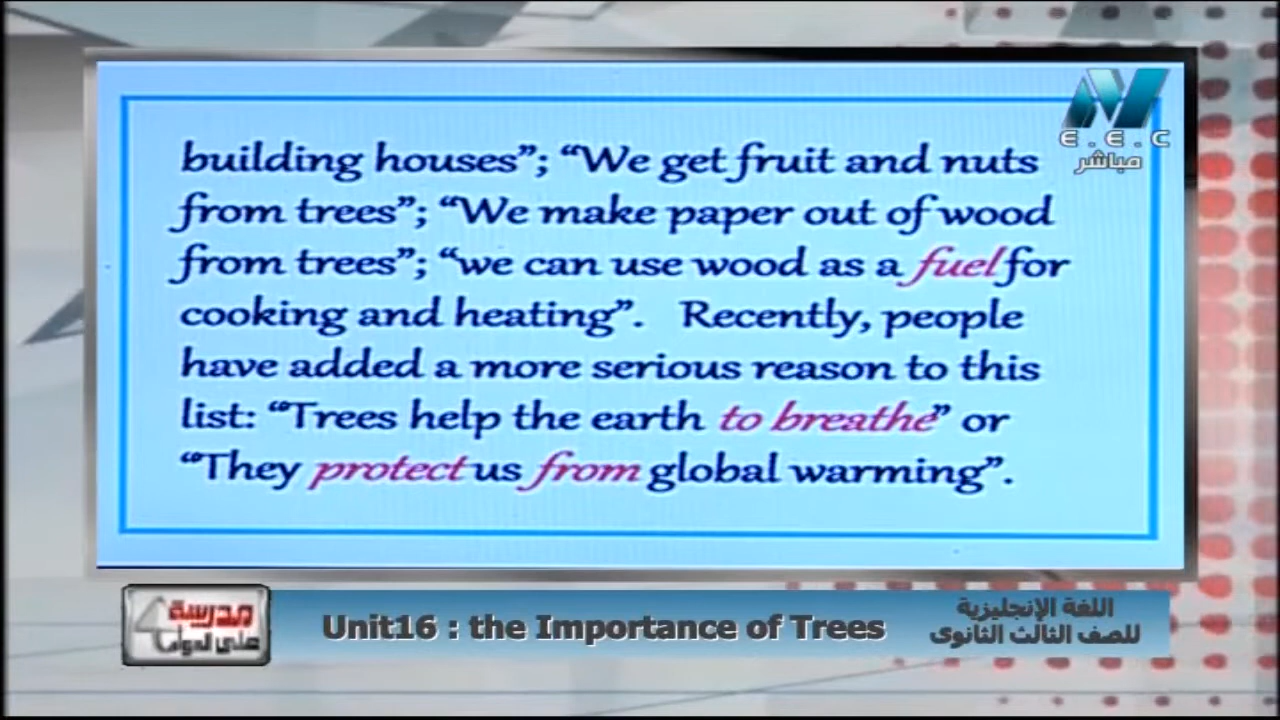 E.E.C
مباشر
building houses”; “We get fruit and nuts
from trees”; “We make paper out of wood
from trees”; “we can use wood as a fuel for
cooking and heating”. Recently, people
have added a more serious reason to this
list: “Trees help the earth to breathe” or
“They protect us from global warming”.
مدرسة
على الهواء
Unit16 : the Importance of Trees
اللغة الإنجليزية
للصف الثالث الثانوى